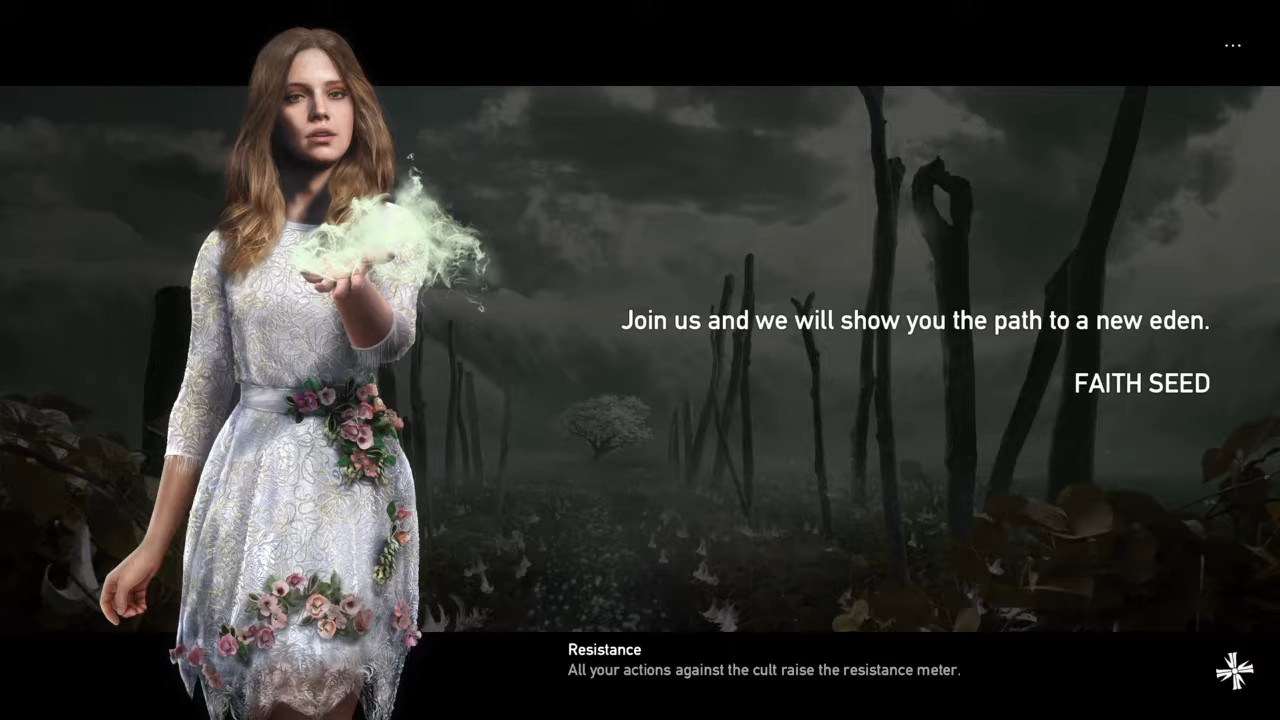 ...
Join us and we will show you the path to a new eden.
FAITH SEED
Resistance
All your actions against the cult raise the resistance meter.